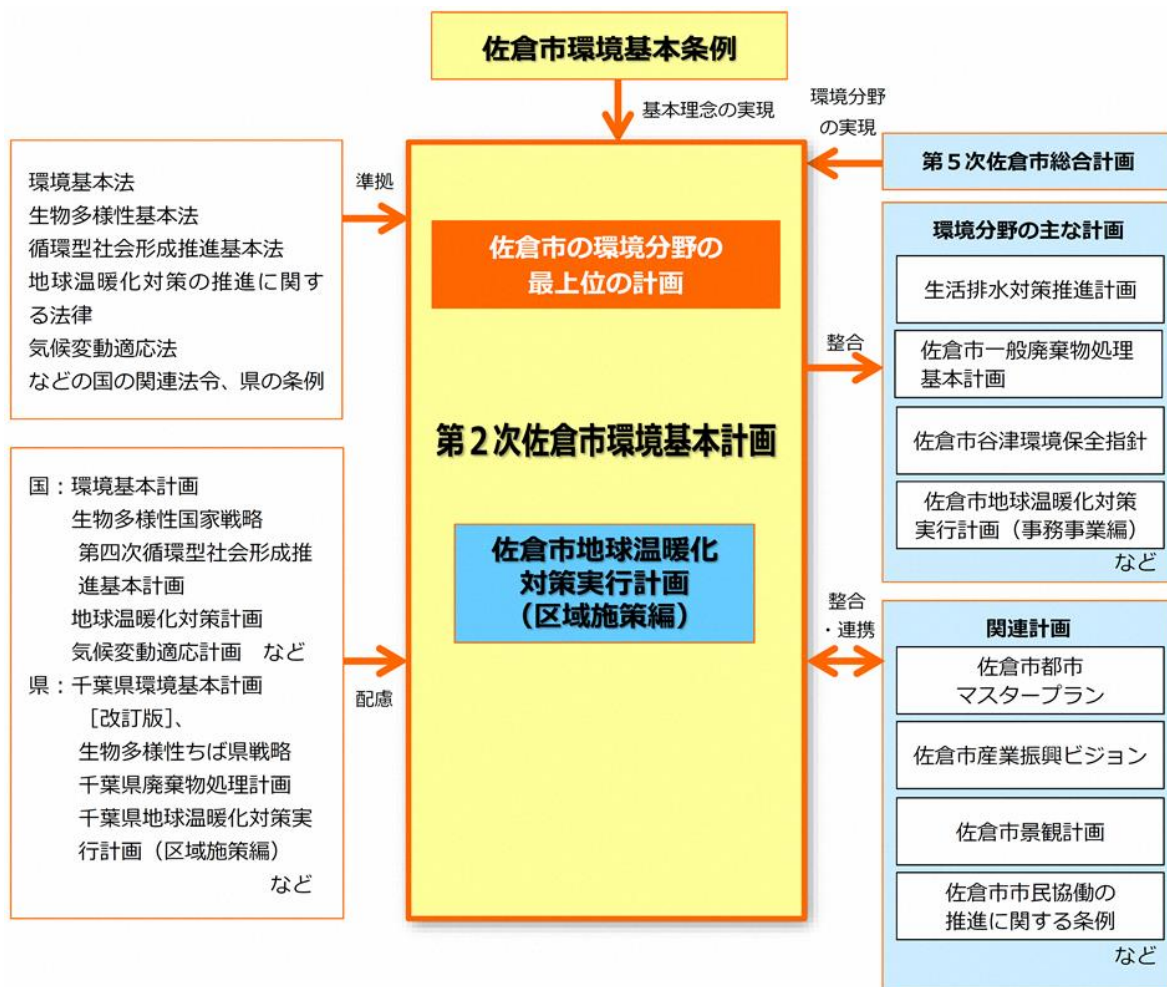 佐倉市環境基本条例
基本理念の実現
環境分野
の実現
第5次佐倉市総合計画
環境基本法
生物多様性基本法
循環型社会形成推進基本法
地球温暖化対策の推進に関す
る法律
気候変動適応法
などの国の関連法令、県の条例
準拠
国：環境基本計画
生物多様性国家戦略
第四次循環型社会形成推
進基本計画
地球温暖化対策計画
気候変動適応計画　など
県：千葉県環境基本計画
［改訂版］、
生物多様性ちば県戦略
千葉県廃棄物処理計画
千葉県地球温暖化対策実
行計画（区域施策編）
など
配慮
佐倉市の環境分野の
最上位の計画
第２次佐倉市環境基本計画
佐倉市地球温暖化
対策実行計画
（区域施策編）
整合
環境分野の主な計画
生活排水対策推進計画
佐倉市一般廃棄物処理
基本計画
佐倉市谷津環境保全指針
佐倉市地球温暖化対策
実行計画（事務事業編）
など
整合
・連携
関連計画
佐倉市都市
マスタープラン
佐倉市産業振興ビジョン
佐倉市景観計画
佐倉市市民協働の
推進に関する条例
など